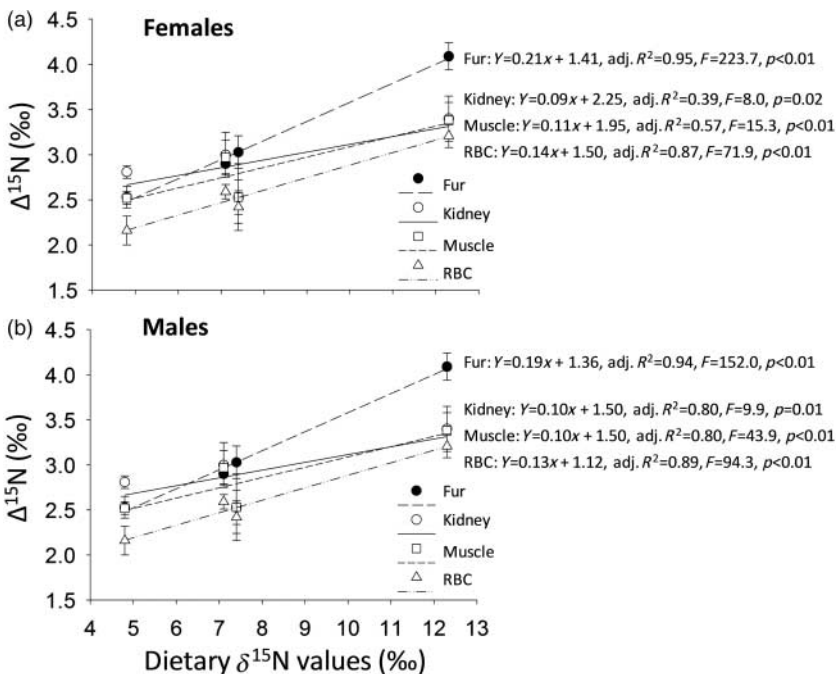 (a)
Females
Δ¹⁵N (‰)
4.5
4.0
3.5
3.0
2.5
2.0
1.5
Fur: Y=0.21x + 1.41, adj. R²=0.95, F=223.7, p<0.01
Kidney: Y=0.09x + 2.25, adj. R²=0.39, F=8.0, p=0.02
Muscle: Y=0.11x + 1.95, adj. R²=0.57, F=15.3, p<0.01
RBC: Y=0.14x + 1.50, adj. R²=0.87, F=71.9, p<0.01
Fur
Kidney
Muscle
RBC
(b)
Males
Δ¹⁵N (‰)
4.5
4.0
3.5
3.0
2.5
2.0
1.5
Fur: Y=0.19x + 1.36, adj. R²=0.94, F=152.0, p<0.01
Kidney: Y=0.10x + 1.50, adj. R²=0.80, F=9.9, p=0.01
Muscle: Y=0.10x + 1.50, adj. R²=0.80, F=43.9, p<0.01
RBC: Y=0.13x + 1.12, adj. R²=0.89, F=94.3, p<0.01
Fur
Kidney
Muscle
RBC
4 5 6 7 8 9 10 11 12 13
Dietary δ¹⁵N values (‰)